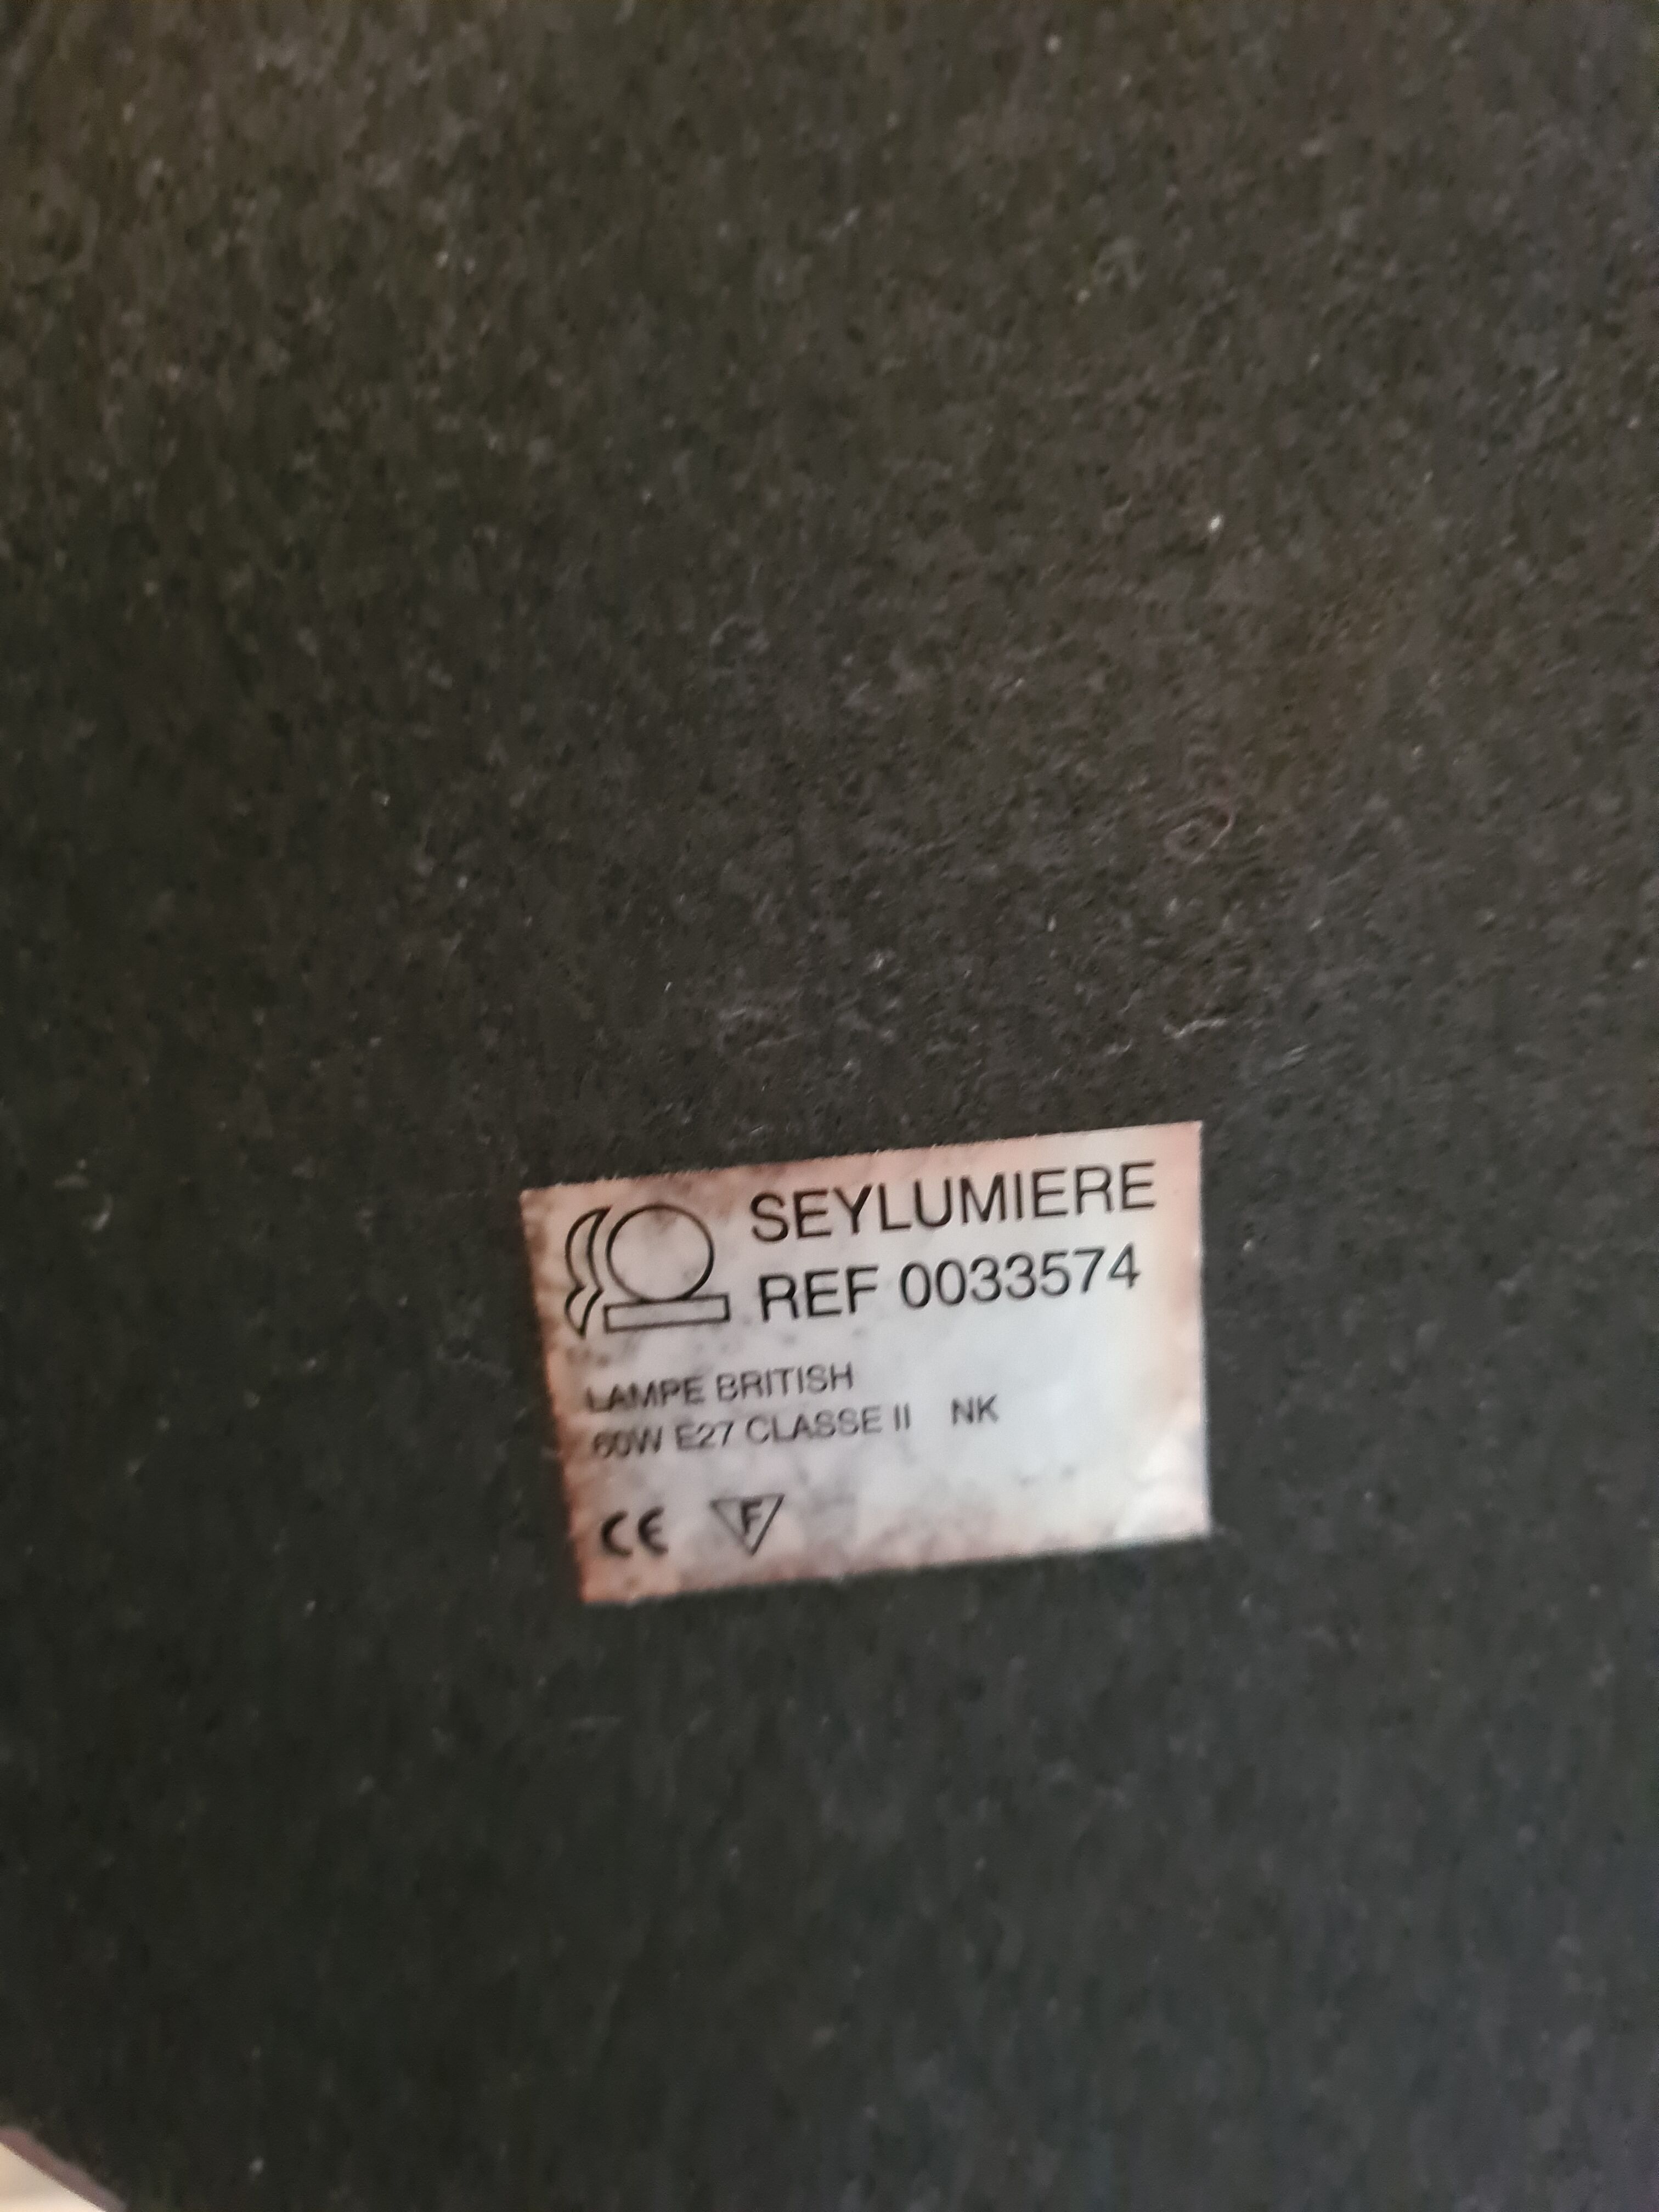 SEYLUMIERE
REF 0033574
LAMPE BRITISH
60W E27 CLASSE II NK
CE F